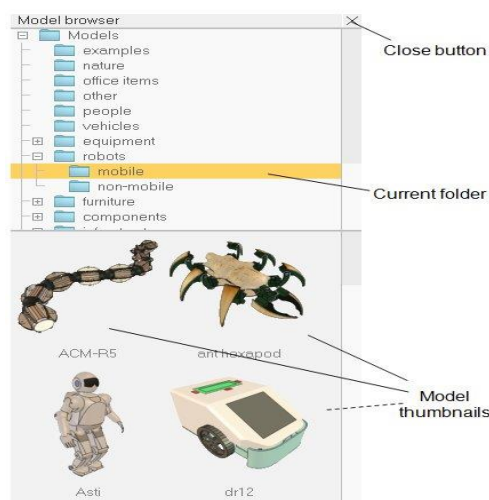 Model browser
Models
examples
nature
office items
other
people
vehicles
equipment
robots
mobile
non-mobile
furniture
components
ACM-R5
ant hexapod
Asti
dr12
Close button
Current folder
Model
thumbnails